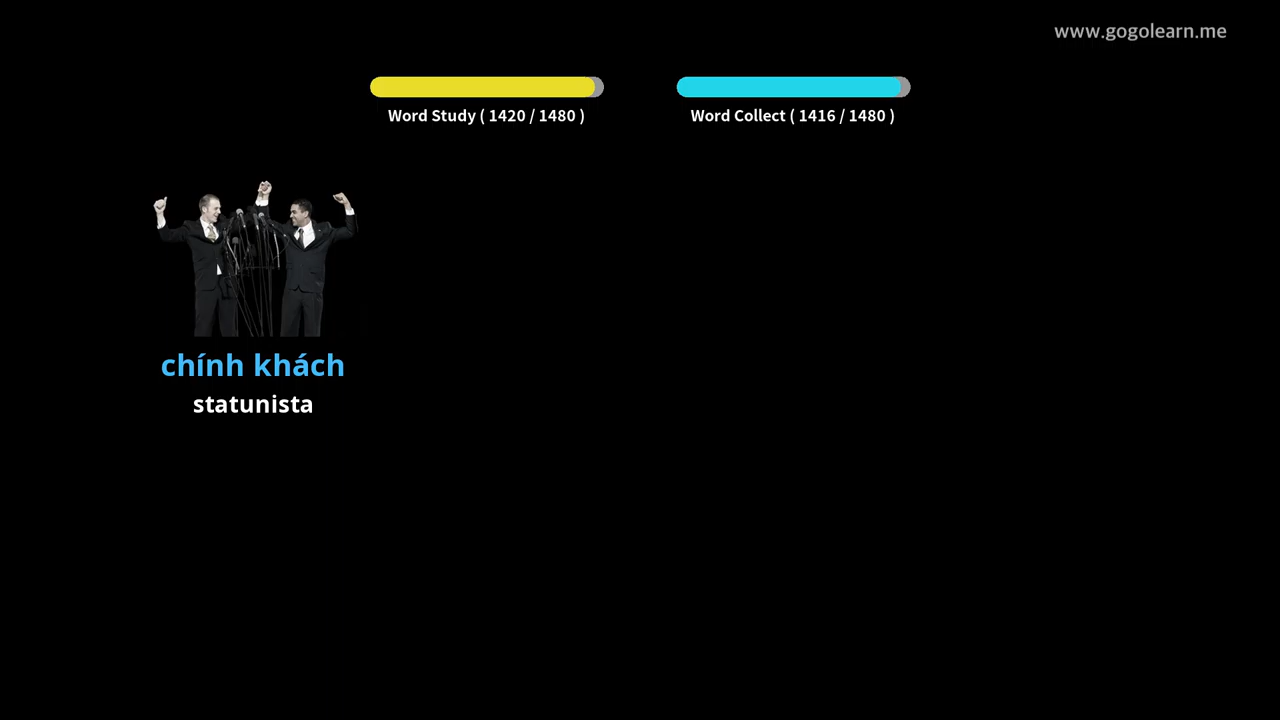 www.gogolearn.me
Word Study ( 1420 / 1480 )
Word Collect ( 1416 / 1480 )
chính khách
statunista